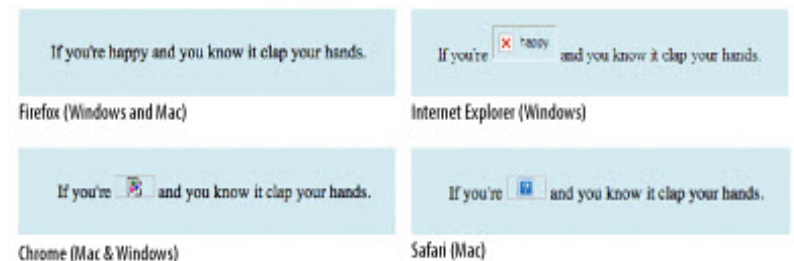 If you're happy and you know it clap your hands.
Firefox (Windows and Mac)
If you're happy and you know it clap your hands.
Internet Explorer (Windows)
If you're and you know it clap your hands.
Chrome (Mac & Windows)
If you're and you know it clap your hands.
Safari (Mac)